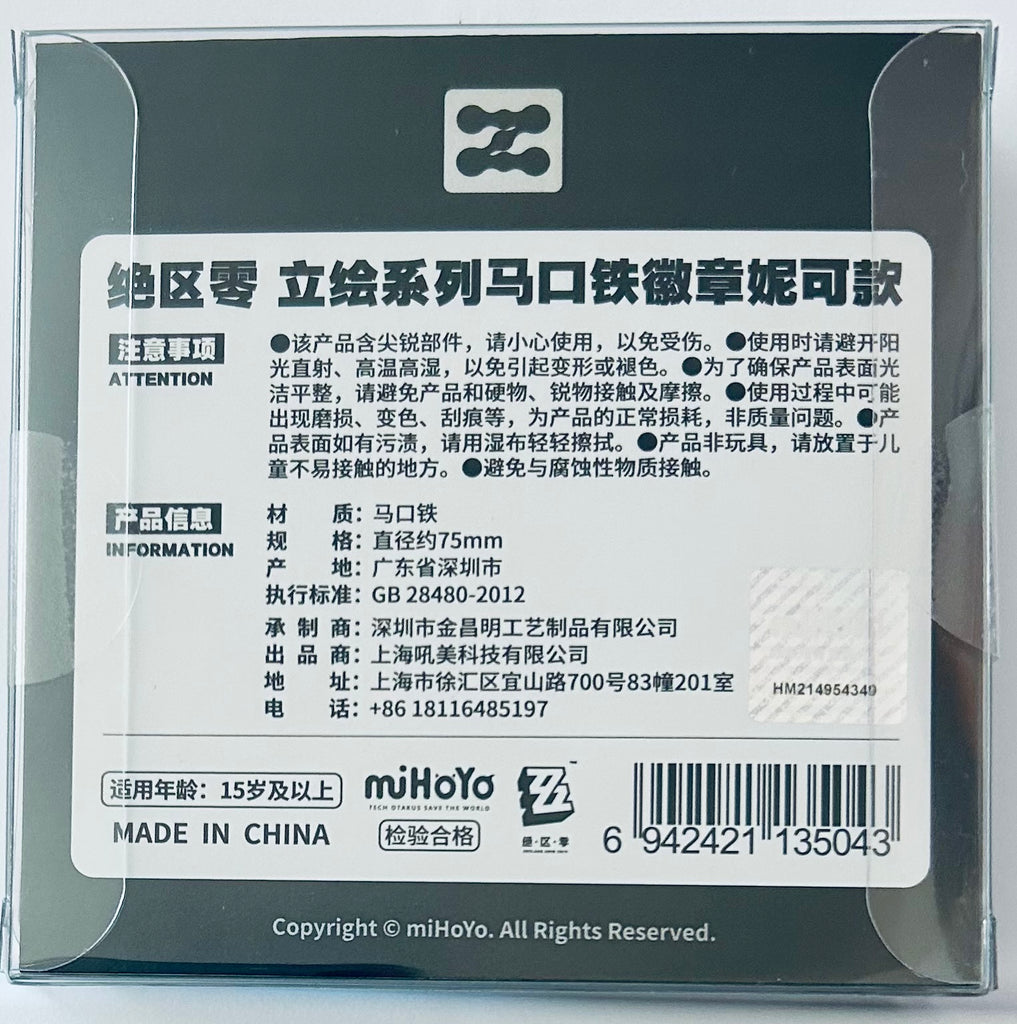 绝区零 立绘系列马口铁徽章妮可款
注意事项
ATTENTION
●该产品含尖锐部件，请小心使用，以免受伤。●使用时请避开阳
光直射、高温高湿，以免引起变形或褪色。●为了确保产品表面光
洁平整，请避免产品和硬物、锐物接触及摩擦。●使用过程中可能
出现磨损、变色、刮痕等，为产品的正常损耗，非质量问题。●产
品表面如有污渍，请用湿布轻轻擦拭。●产品非玩具，请放置于儿
童不易接触的地方。●避免与腐蚀性物质接触。
产品信息
INFORMATION
材 质：马口铁
规 格：直径约75mm
产 地：广东省深圳市
执行标准：GB 28480-2012
承 制 商：深圳市金昌明工艺制品有限公司
出 品 商：上海吼美科技有限公司
地 址：上海市徐汇区宜山路700号83幢201室
电 话：+86 18116485197
HM214954349
适用年龄：15岁及以上
MADE IN CHINA
miHoYo
TECH OTAKUS SAVE THE WORLD
检验合格
绝·区·零
6 942421 135043
Copyright © miHoYo. All Rights Reserved.